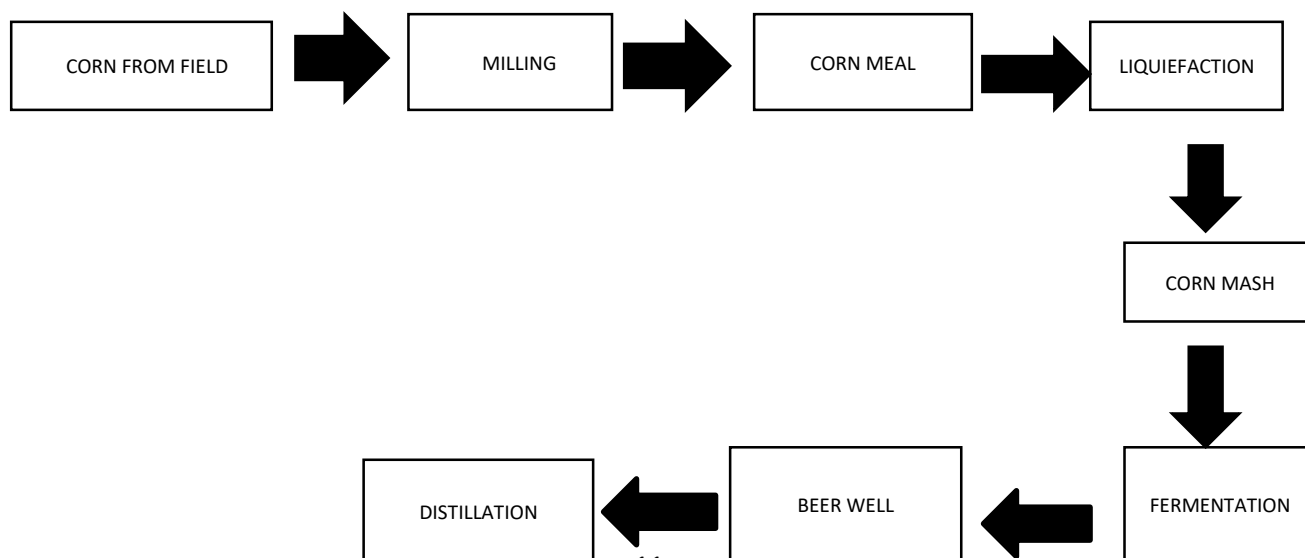 CORN FROM FIELD
MILLING
CORN MEAL
LIQUIEFACTION
CORN MASH
FERMENTATION
BEER WELL
DISTILLATION